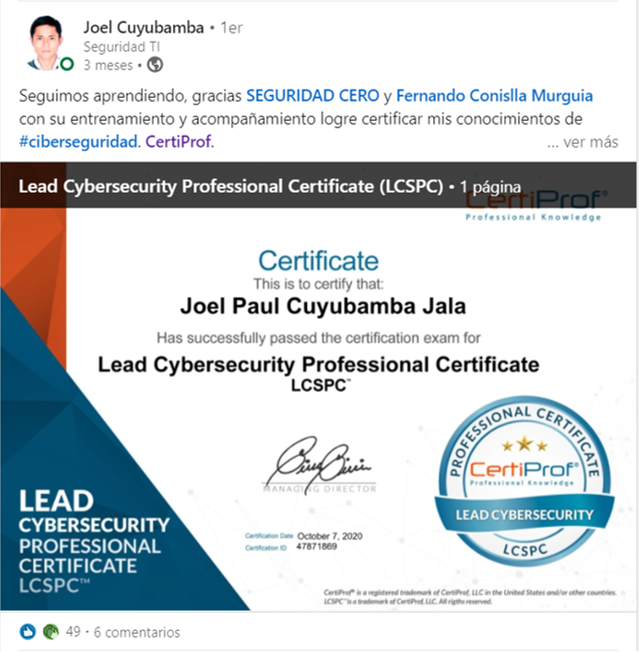 Joel Cuyubamba • 1er
Seguridad TI
3 meses •
Seguimos aprendiendo, gracias SEGURIDAD CERO y Fernando Conislla Murguia
con su entrenamiento y acompañamiento logre certificar mis conocimientos de
#ciberseguridad. CertiProf.
... ver más
Lead Cybersecurity Professional Certificate (LCSPC) • 1 página
CertiProf®
Professional Knowledge
Certificate
This is to certify that:
Joel Paul Cuyubamba Jala
Has successfully passed the certification exam for
Lead Cybersecurity Professional Certificate
LCSPC™
MANAGING DIRECTOR
Certification Date October 7, 2020
Certification ID 47871869
LEAD
CYBERSECURITY
PROFESSIONAL
CERTIFICATE
LCSPC™
PROFESSIONAL CERTIFICATE
CertiProf®
Professional Knowledge
LEAD CYBERSECURITY
LCSPC
CertiProf® is a registered trademark of CertiProf, LLC in the United States and/or other countries.
LCSPC™ is a trademark of CertiProf, LLC. All rigths reserved.
49 · 6 comentarios